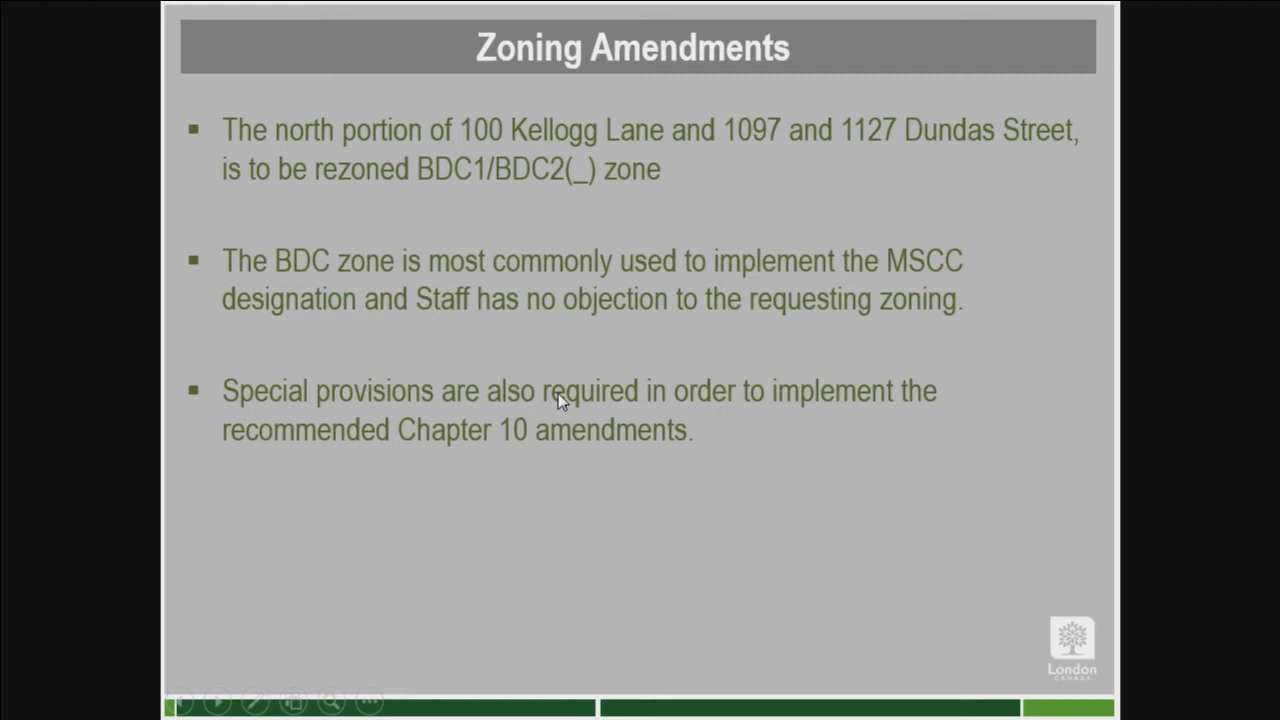 Zoning Amendments
▪ The north portion of 100 Kellogg Lane and 1097 and 1127 Dundas Street,
is to be rezoned BDC1/BDC2(_) zone
▪ The BDC zone is most commonly used to implement the MSCC
designation and Staff has no objection to the requesting zoning.
▪ Special provisions are also required in order to implement the
recommended Chapter 10 amendments.
London
CANADA